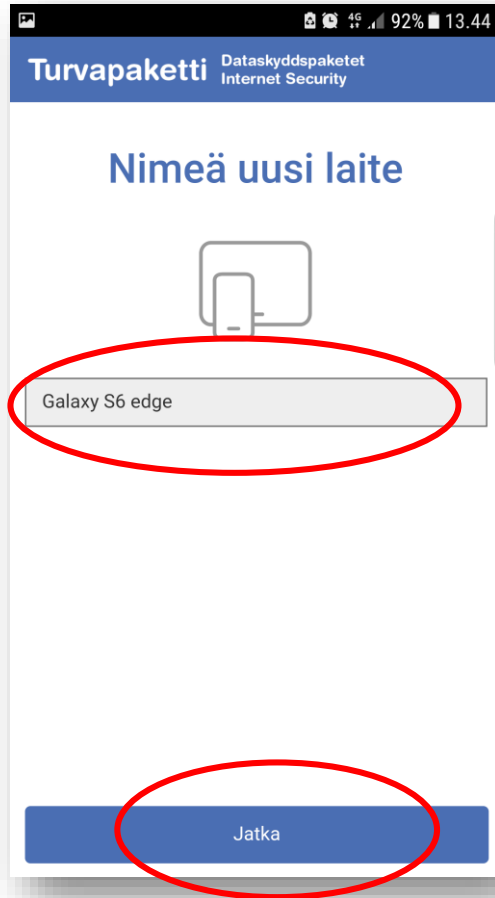 4G 92% 13.44
Turvapaketti
Dataskyddspaketet
Internet Security
Nimeä uusi laite
Galaxy S6 edge
Jatka